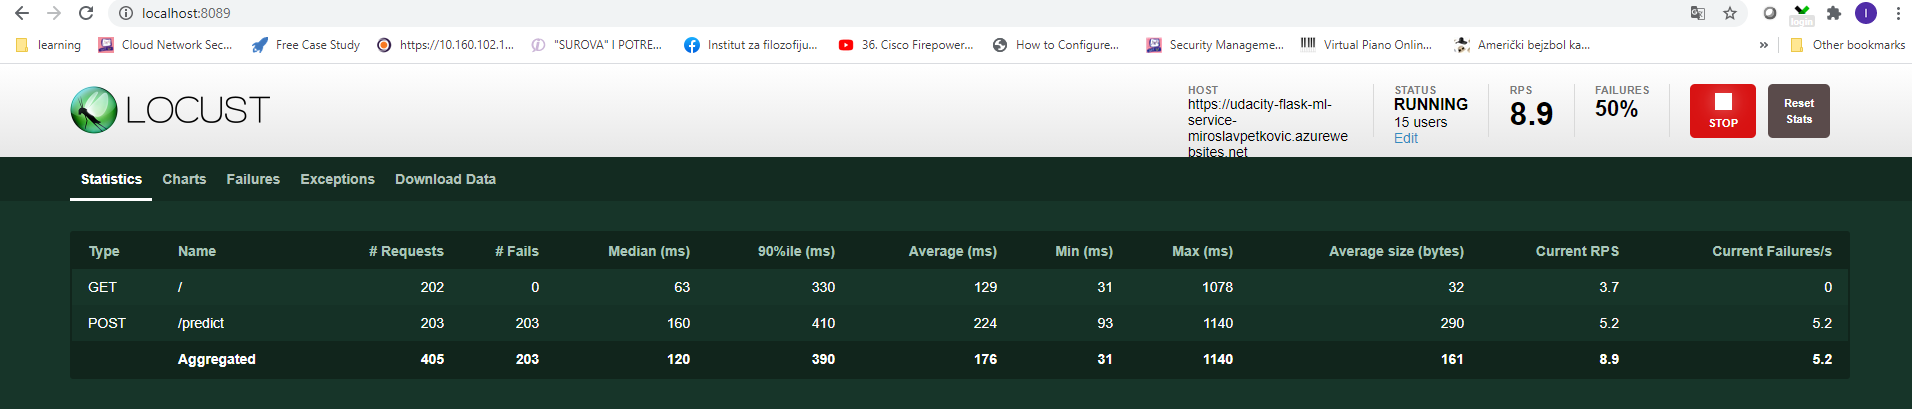 localhost:8089
login
I
learning
Cloud Network Sec...
Free Case Study
https://10.160.102.1...
"SUROVA" I POTRE...
Institut za filozofiju...
36. Cisco Firepower...
How to Configure...
Security Manageme...
Virtual Piano Onlin...
Američki bejzbol ka...
»
Other bookmarks
LOCUST
HOST
https://udacity-flask-ml-
service-
miroslavpetkovic.azurewe
bsites.net
STATUS
RUNNING
15 users
Edit
RPS
8.9
FAILURES
50%
STOP
Reset
Stats
Statistics Charts Failures Exceptions Download Data
Type Name # Requests # Fails Median (ms) 90%ile (ms) Average (ms) Min (ms) Max (ms) Average size (bytes) Current RPS Current Failures/s
GET / 202 0 63 330 129 31 1078 32 3.7 0
POST /predict 203 203 160 410 224 93 1140 290 5.2 5.2
Aggregated 405 203 120 390 176 31 1140 161 8.9 5.2